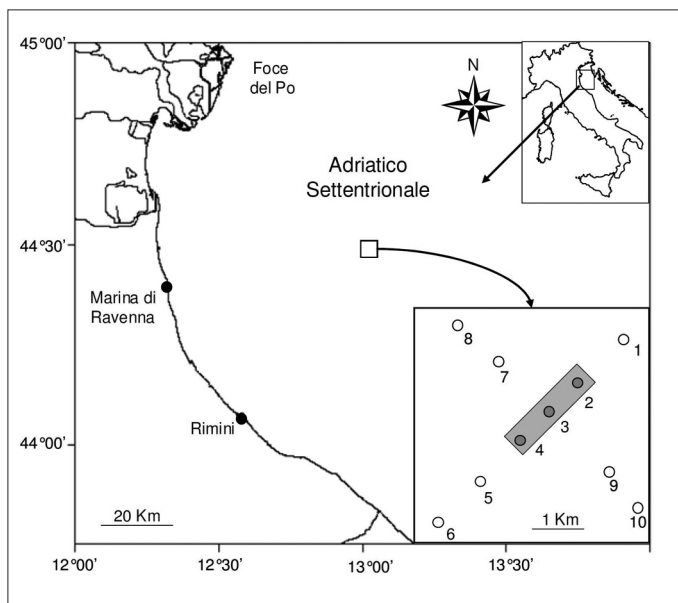 45°00'
Foce
del Po
N
Adriatico
Settentrionale
44°30'
Marina di
Ravenna
Rimini
44°00'
20 Km
8
1
7
2
3
4
9
5
10
6
1 Km
12°00'
12°30'
13°00'
13°30'